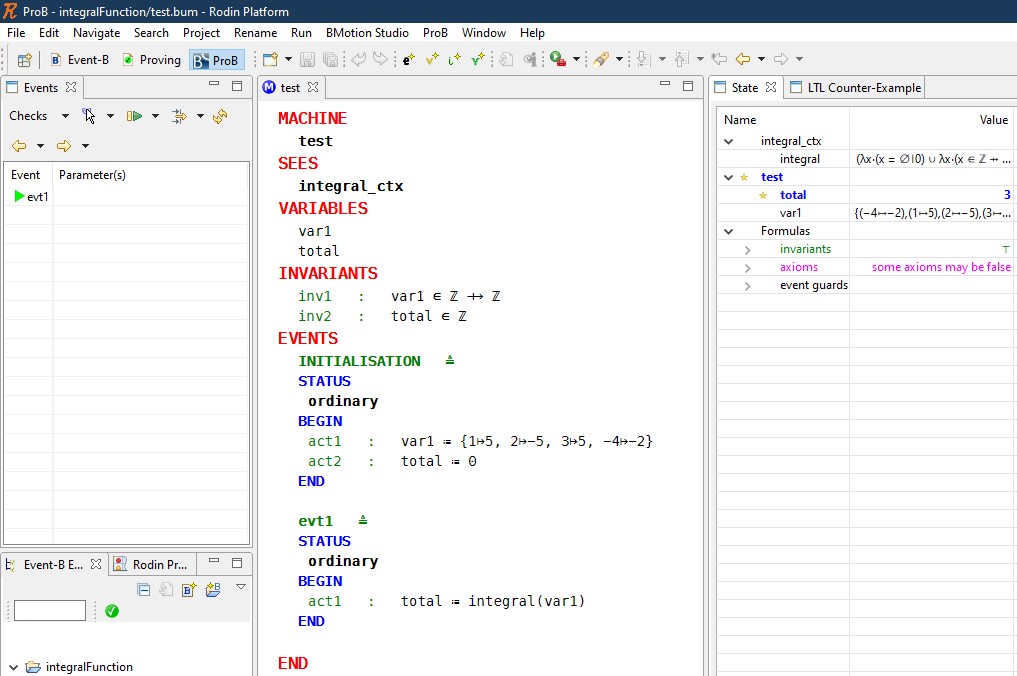 ProB - integralFunction/test.bum - Rodin Platform
File Edit Navigate Search Project Rename Run BMotion Studio ProB Window Help
Event-B Proving ProB
Events
Checks
Event Parameter(s)
evt1
Event-B E... Rodin Pr...
integralFunction
test
MACHINE
test
SEES
integral_ctx
VARIABLES
var1
total
INVARIANTS
inv1 : var1 ∈ ℤ ⇸ ℤ
inv2 : total ∈ ℤ
EVENTS
INITIALISATION ≙
STATUS
ordinary
BEGIN
act1 : var1 ≔ {1↦5, 2↦−5, 3↦5, −4↦−2}
act2 : total ≔ 0
END
evt1 ≙
STATUS
ordinary
BEGIN
act1 : total ≔ integral(var1)
END
END
State LTL Counter-Example
Name Value
integral_ctx
integral (λx·(x = ∅∣0) ∪ λx·(x ∈ ℤ ⇸ ...
test
total 3
var1 {(−4↦−2),(1↦5),(2↦−5),(3↦...
Formulas
invariants ⊤
axioms some axioms may be false
event guards